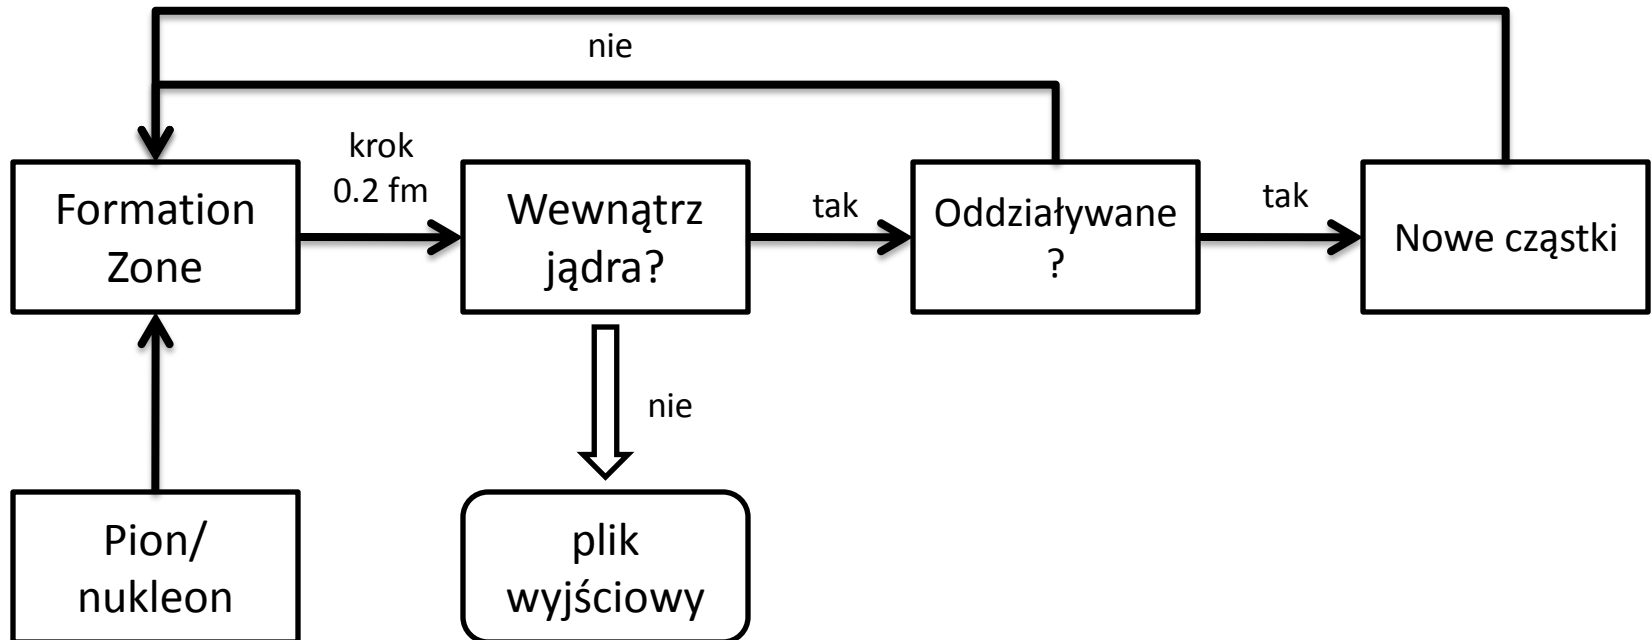 nie
krok
0.2 fm
Formation
Zone
Wewnątrz
jądra?
tak
Oddziaływane
?
tak
Nowe cząstki
nie
Pion/
nukleon
plik
wyjściowy